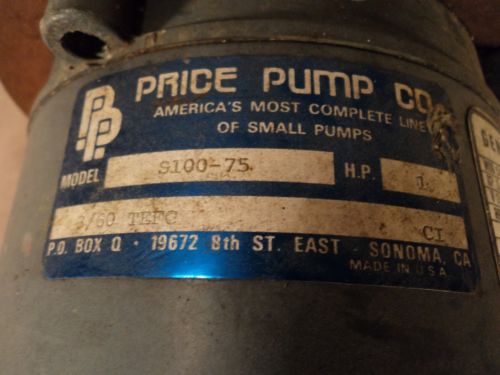 PP
PRICE PUMP CO.
AMERICA'S MOST COMPLETE LINE
OF SMALL PUMPS
MODEL S100-75 H.P. 1
/60 TEFC CI
P.O. BOX Q · 19672 8th ST. EAST · SONOMA, CA
MADE IN U.S.A.
GEN